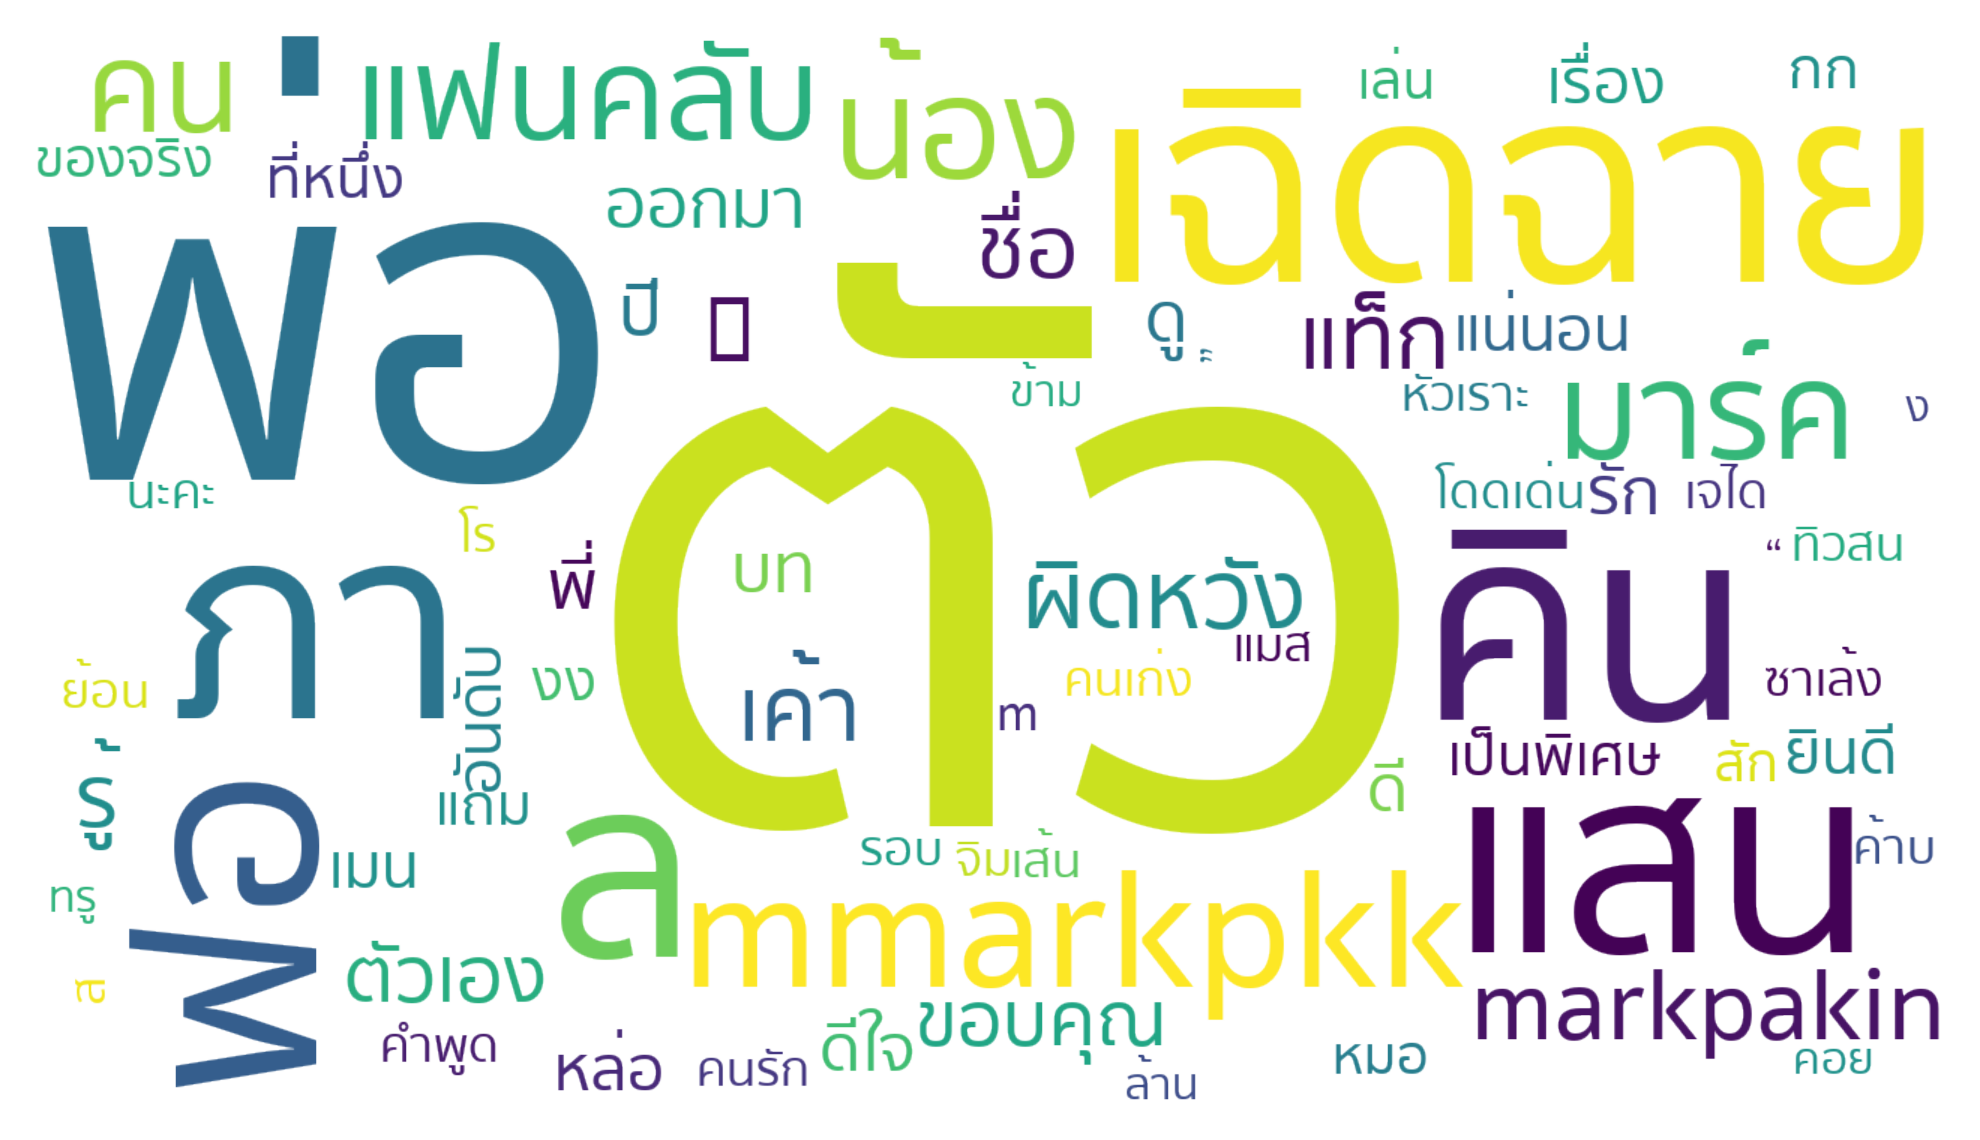 คน
แฟนคลับ
น้อง
เล่น
เรื่อง
กก
เฉิดฉาย
ของจริง
ที่หนึ่ง
ออกมา
ชื่อ
พ่อ
ปี
ดู
แท็ก
แน่นอน
ข้าม
หัวเราะ
มาร์ค
ง
นะคะ
โร
ตัว
โดดเด่น
รัก
เจได
ภา
พี่
บท
ผิดหวัง
คิน
“
ทิวสน
แมส
ย้อน
อันดับ
งง
เค้า
คนเก่ง
m
ซาเล้ง
รู้
แถม
ดี
เป็นพิเศษ
สัก
ยินดี
พอ
เมน
ล
รอบ
จิม
เส้น
แสน
ค้าบ
ทรู
mmarkpkk
ส
ตัวเอง
ขอบคุณ
markpakin
คำพูด
หล่อ
คนรัก
ดีใจ
ล้าน
หมอ
คอย